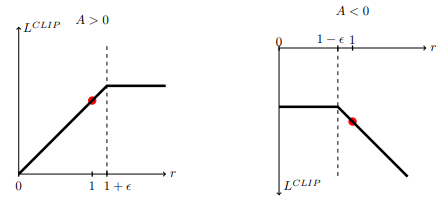 L^{CLIP} A > 0
r
0 1 1 + ϵ
A < 0
0 1 − ϵ 1
r
L^{CLIP}